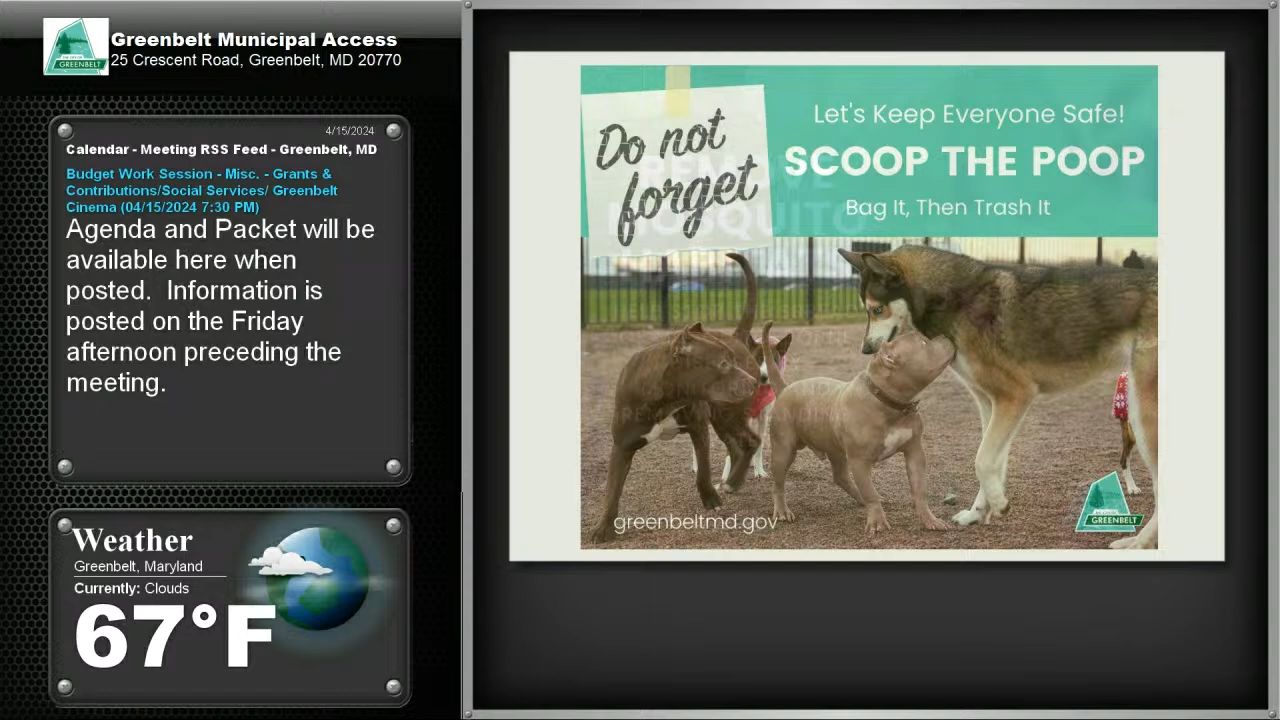 Greenbelt Municipal Access
25 Crescent Road, Greenbelt, MD 20770
4/15/2024
Calendar - Meeting RSS Feed - Greenbelt, MD
Budget Work Session - Misc. - Grants &
Contributions/Social Services/ Greenbelt
Cinema (04/15/2024 7:30 PM)
Agenda and Packet will be
available here when
posted.  Information is
posted on the Friday
afternoon preceding the
meeting.
Weather
Greenbelt, Maryland
Currently: Clouds
67°F
Do not
forget
Let's Keep Everyone Safe!
SCOOP THE POOP
Bag It, Then Trash It
REMOVE
MOSQUITO
greenbeltmd.gov
GREENBELT
GREENBELT